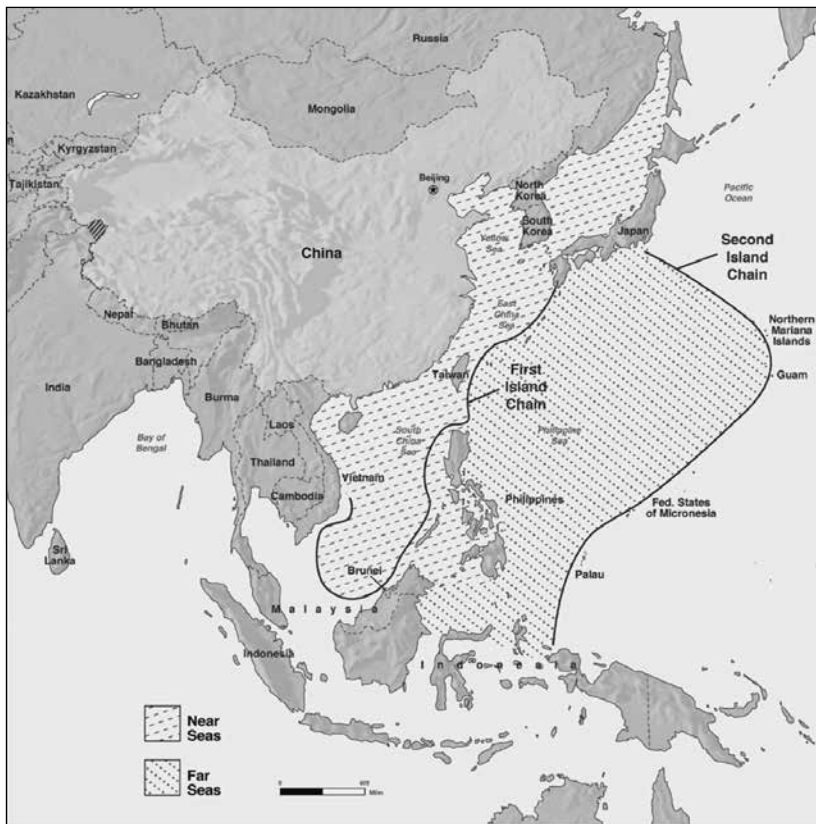 Russia
Kazakhstan
Mongolia
Kyrgyzstan
Tajikistan
Beijing
North
Korea
South
Korea
Japan
Pacific
Ocean
Yellow
Sea
China
Second
Island
Chain
East
China
Sea
Nepal
Bhutan
Northern
Mariana
Islands
Bangladesh
Taiwan
Guam
India
Burma
First
Island
Chain
Laos
Bay of
Bengal
South
China
Sea
Philippine
Sea
Thailand
Vietnam
Cambodia
Philippines
Fed. States
of Micronesia
Sri
Lanka
Brunei
Palau
Malaysia
Indonesia
Indonesia
Near
Seas
Far
Seas
0
Miles